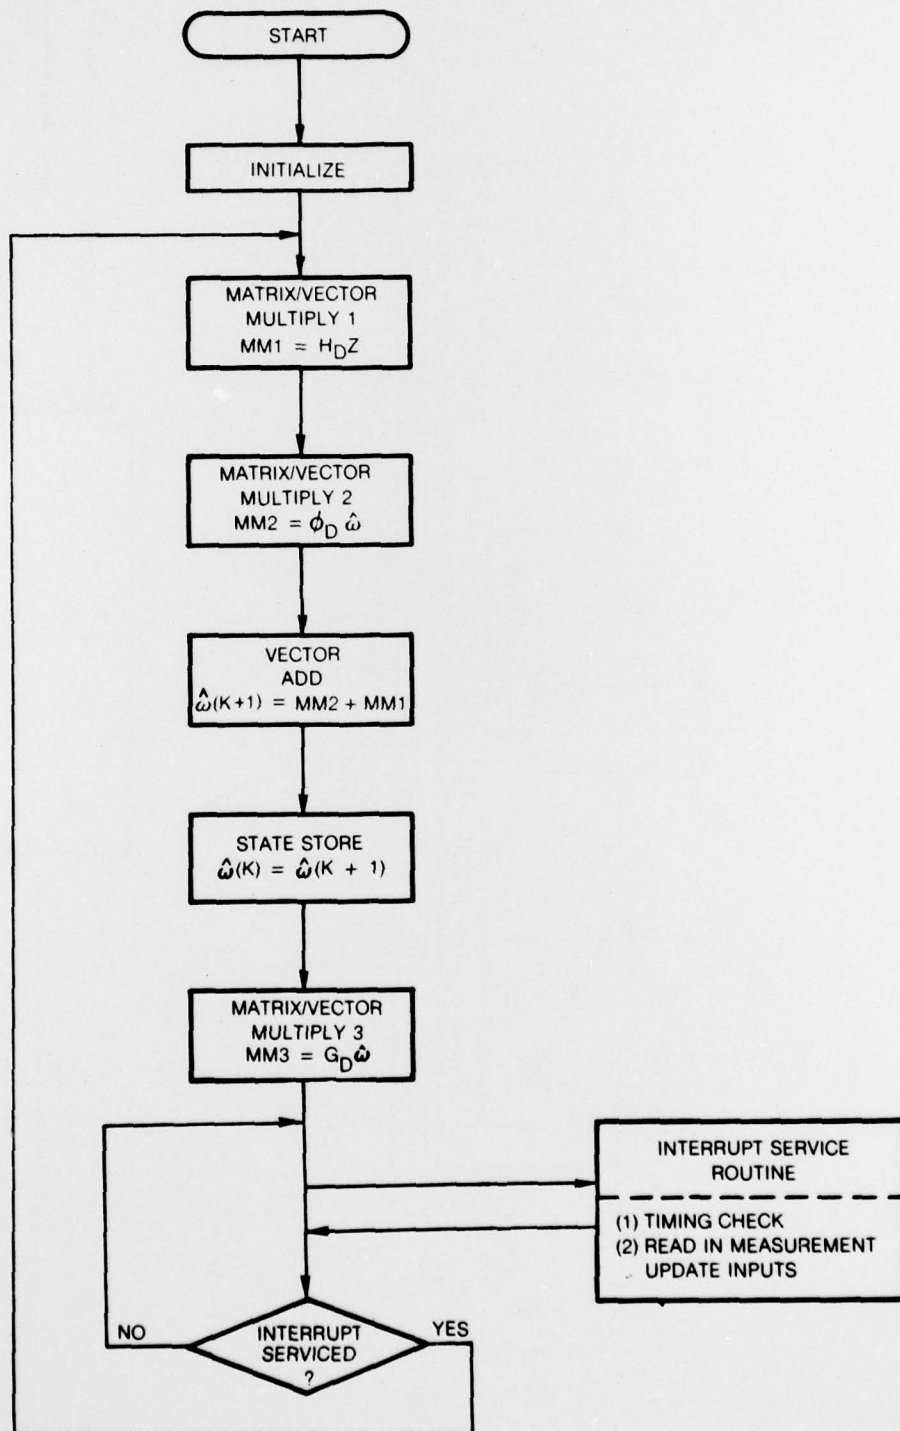 START
INITIALIZE
MATRIX/VECTOR
MULTIPLY 1
MM1 = H_D Z
MATRIX/VECTOR
MULTIPLY 2
MM2 = ϕ_D ω̂
VECTOR
ADD
ω̂(K+1) = MM2 + MM1
STATE STORE
ω̂(K) = ω̂(K + 1)
MATRIX/VECTOR
MULTIPLY 3
MM3 = G_D ω̂
INTERRUPT SERVICE
ROUTINE
(1) TIMING CHECK
(2) READ IN MEASUREMENT
UPDATE INPUTS
NO
INTERRUPT
SERVICED
?
YES